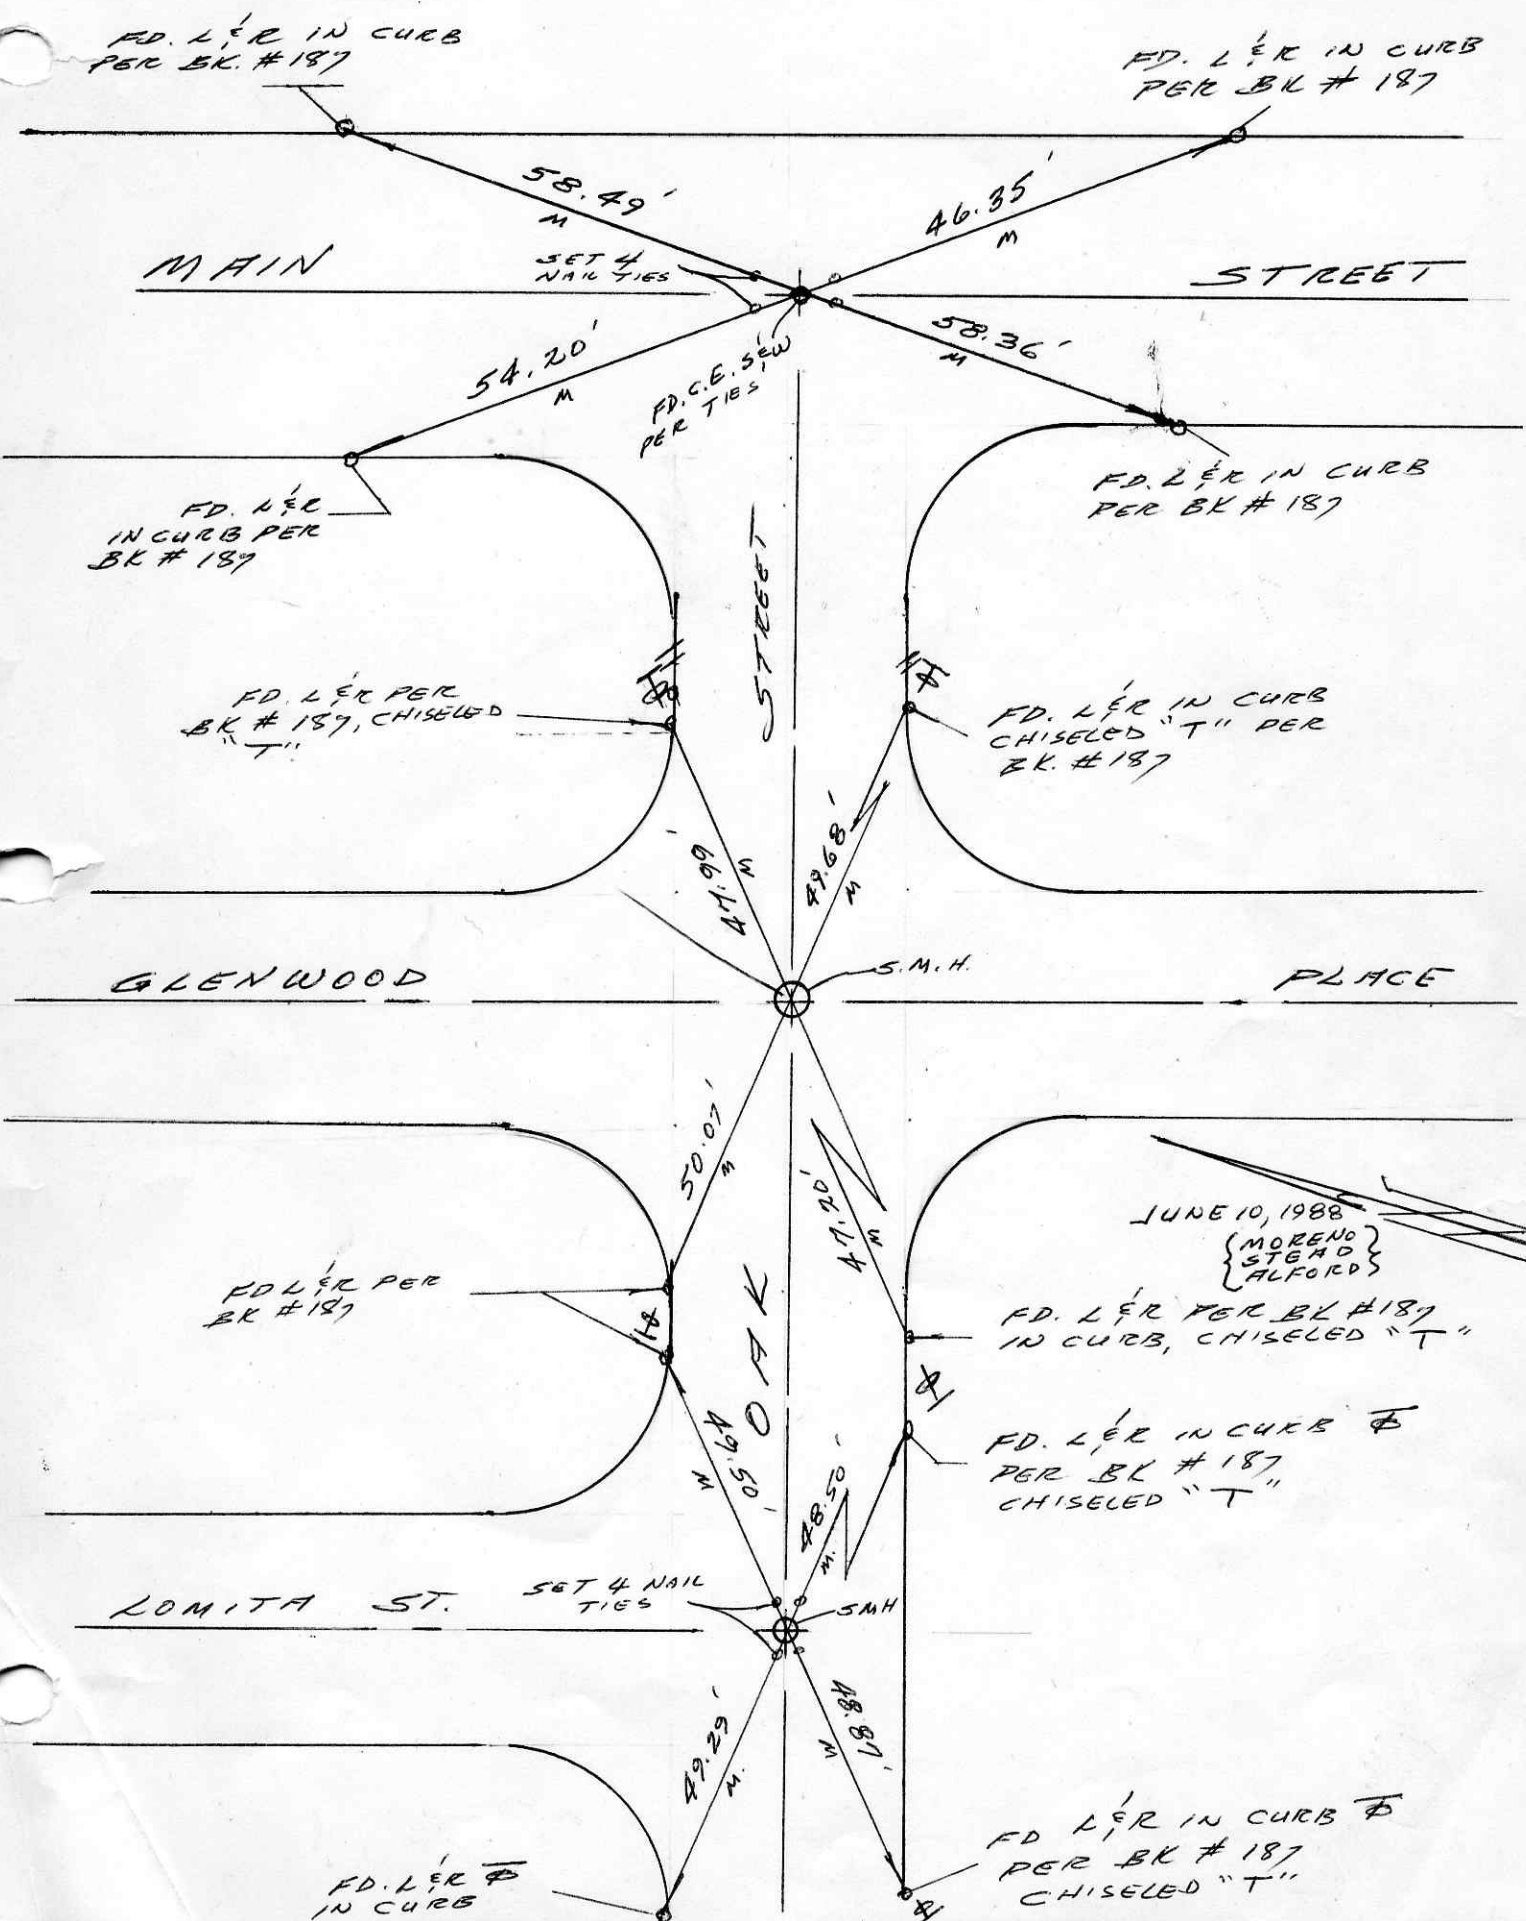 FD. L & R IN CURB
PER BK. # 187
FD. L & R IN CURB
PER BK # 187
58.49'
M
46.35'
M
MAIN
SET 4
NAIL TIES
STREET
54.20'
M
58.36'
M
FD. C.E. S & W
PER TIES
FD. L & R
IN CURB PER
BK # 187
FD. L & R IN CURB
PER BK # 187
STREET
FD. L & R PER
BK # 187, CHISELED
"T"
FD. L & R IN CURB
CHISELED "T" PER
BK. # 187
M
49.68'
M
S.M.H.
GLENWOOD
PLACE
50.07'
M
47.20'
M
JUNE 10, 1988
{MORENO}
{STEAD}
{ALFORD}
FD L & R PER
BK # 187
OAK
FD. L & R PER BK #187
IN CURB, CHISELED "T"
FD. L & R IN CURB
PER BK # 187
CHISELED "T"
49.50'
M
48.50'
M.
LOMITA ST.
SET 4 NAIL
TIES
SMH
49.29'
M.
48.87'
M
FD L & R IN CURB
PER BK # 187
CHISELED "T"
FD. L & R
IN CURB